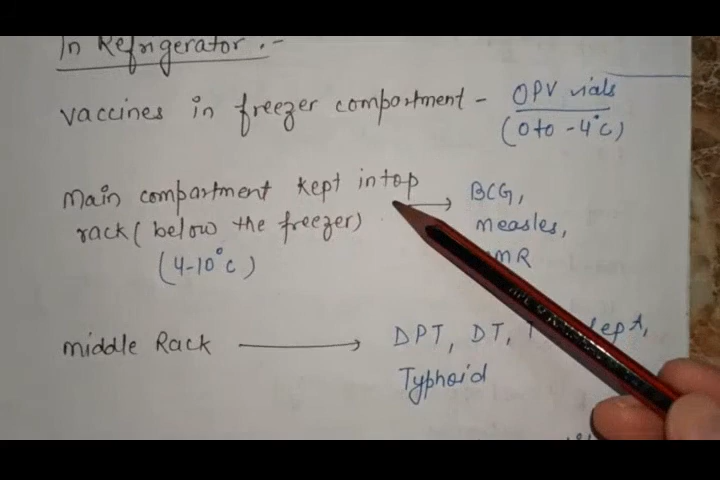 In Refrigerator :-
vaccines in freezer compartment - OPV vials
(0 to -4°C)
Main compartment kept in top
rack (below the freezer)
(4-10°C)
BCG,
Measles,
MR
Middle Rack
DPT, DT,
Typhoid